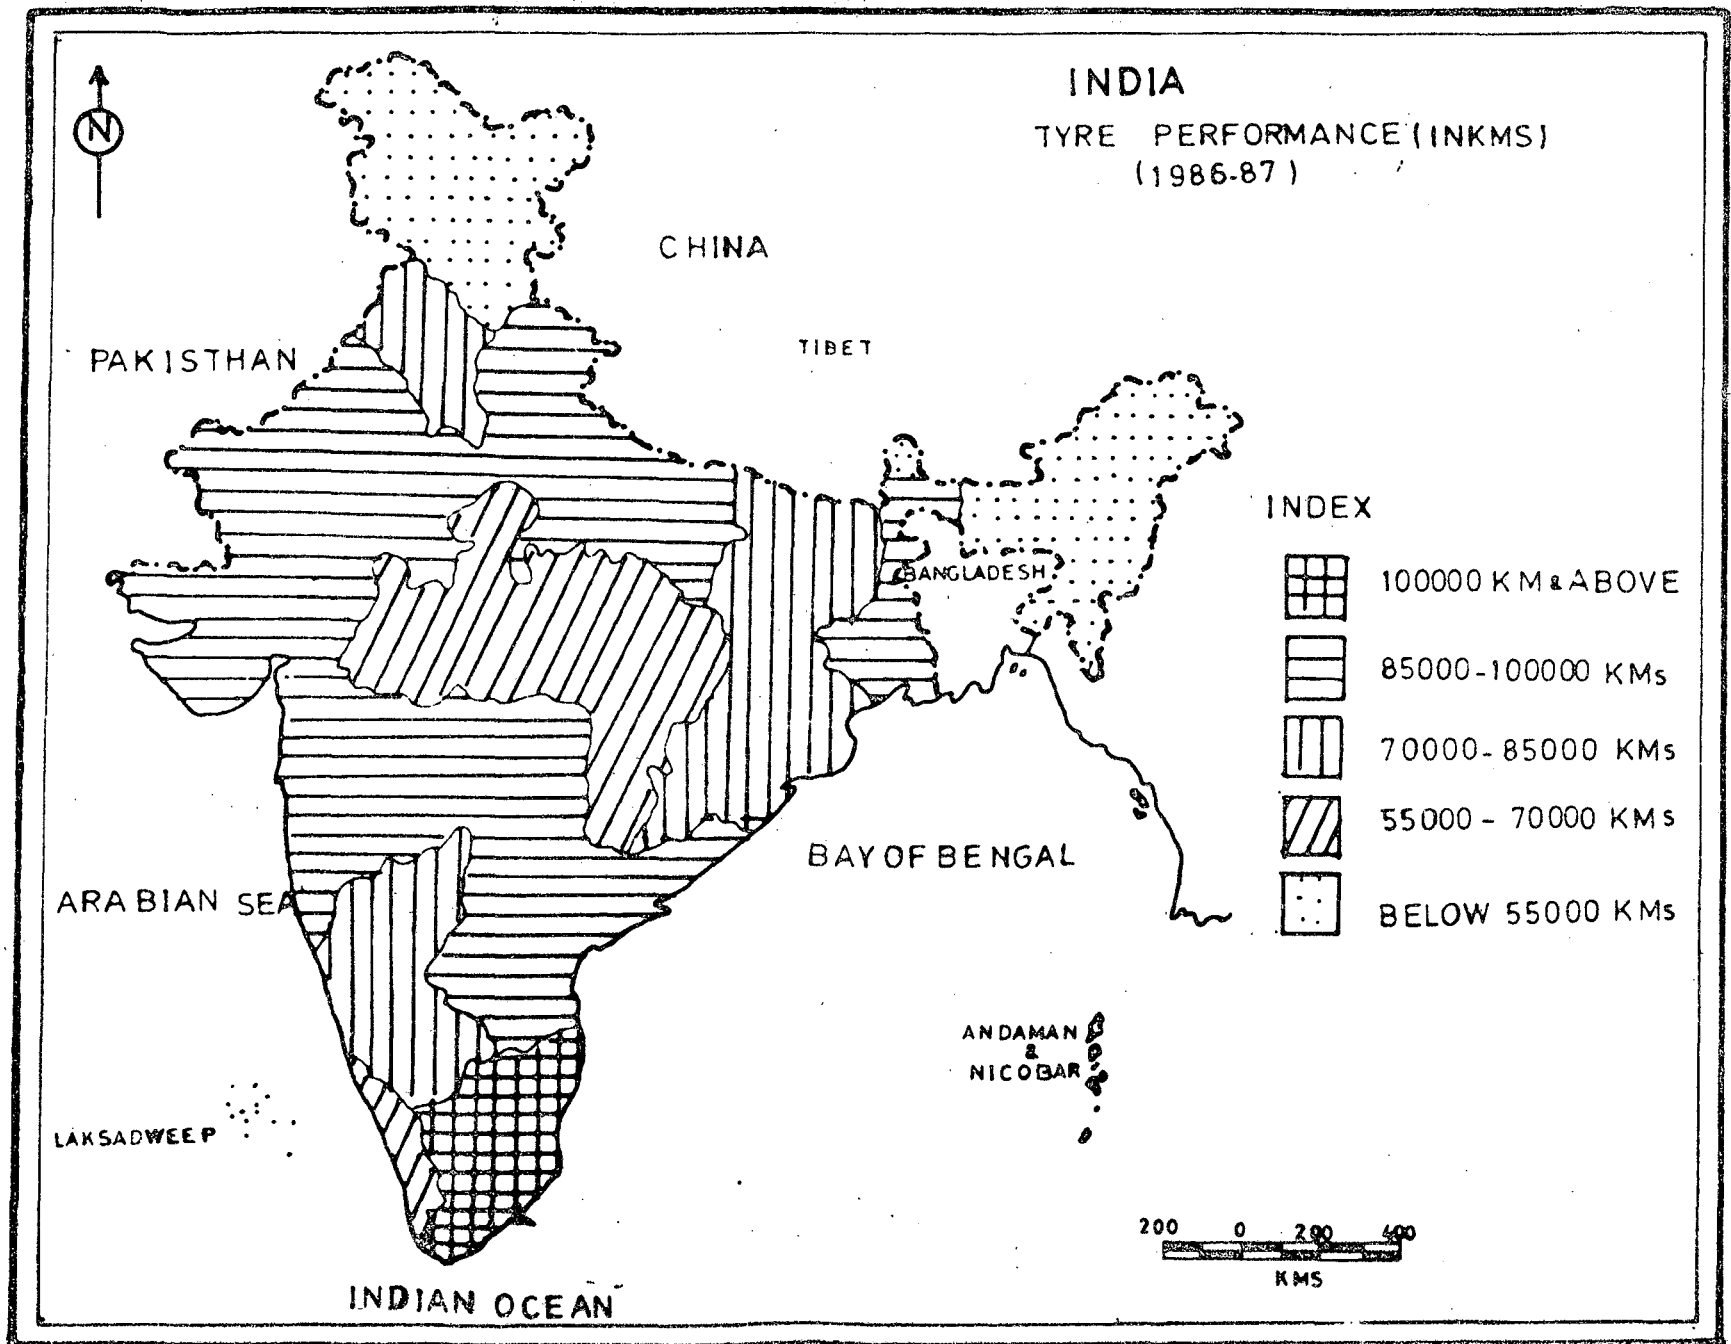 N
INDIA
TYRE PERFORMANCE (INKMS)
(1986-87)
CHINA
PAKISTHAN
TIBET
INDEX
100000 KM & ABOVE
85000-100000 KMs
70000-85000 KMs
55000 - 70000 KMs
BELOW 55000 KMs
BANGLADESH
BAY OF BENGAL
ARABIAN SEA
ANDAMAN
&
NICOBAR
LAKSADWEEP
200 0 200 400
KMS
INDIAN OCEAN